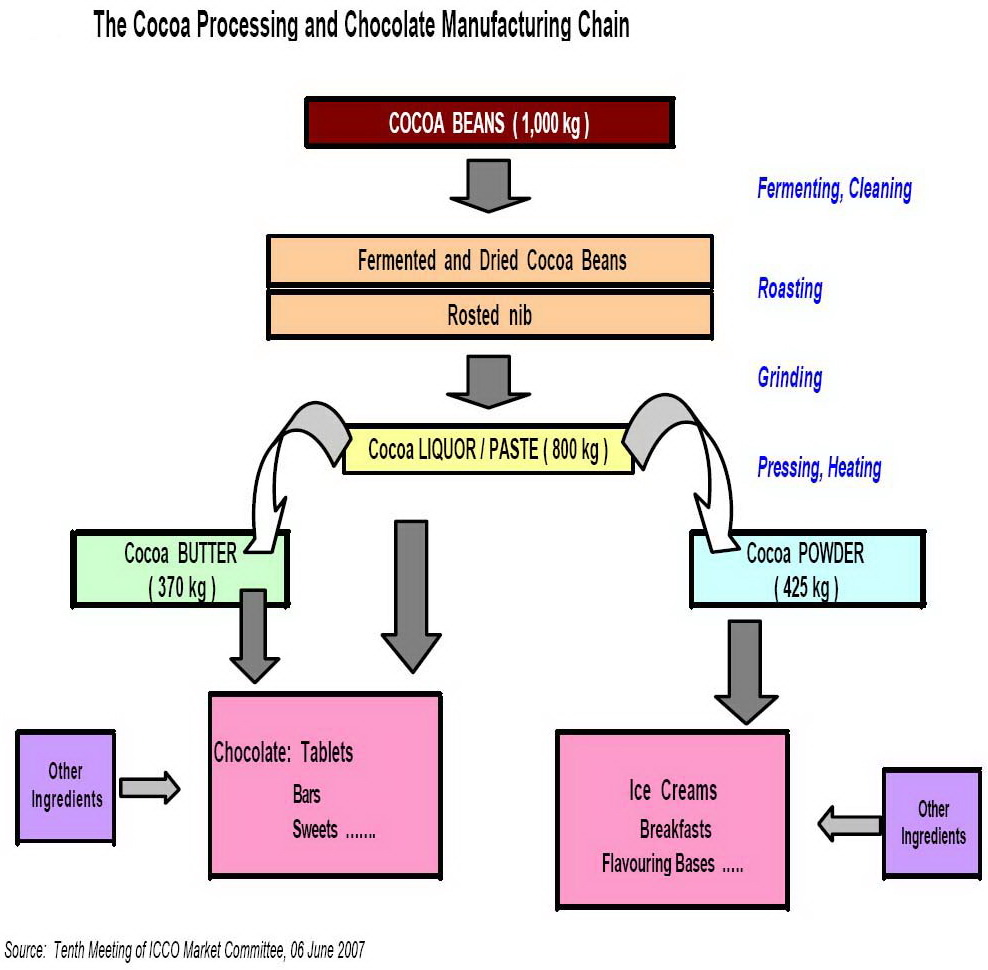 The Cocoa Processing and Chocolate Manufacturing Chain
COCOA BEANS ( 1,000 kg )
Fermenting, Cleaning
Fermented and Dried Cocoa Beans
Roasting
Rosted nib
Grinding
Cocoa LIQUOR / PASTE ( 800 kg )
Pressing, Heating
Cocoa BUTTER
( 370 kg )
Cocoa POWDER
( 425 kg )
Other
Ingredients
Chocolate: Tablets
Bars
Sweets .......
Ice Creams
Breakfasts
Flavouring Bases .....
Other
Ingredients
Source: Tenth Meeting of ICCO Market Committee, 06 June 2007